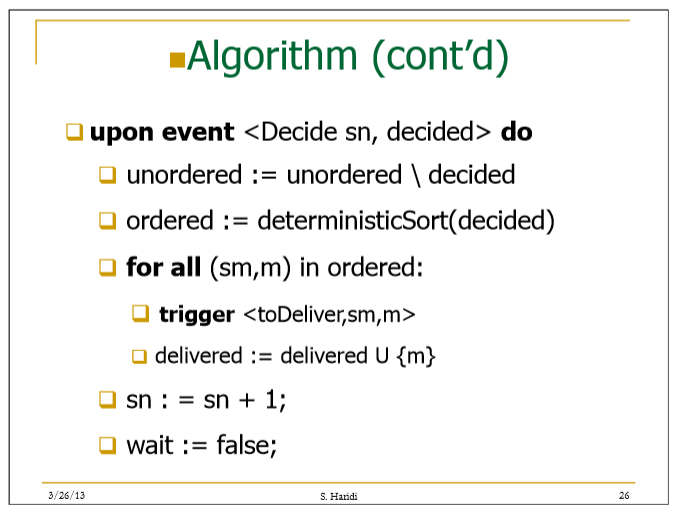 Algorithm (cont’d)
upon event <Decide sn, decided> do
unordered := unordered \ decided
ordered := deterministicSort(decided)
for all (sm,m) in ordered:
trigger <toDeliver,sm,m>
delivered := delivered U {m}
sn : = sn + 1;
wait := false;
3/26/13
S. Haridi
26